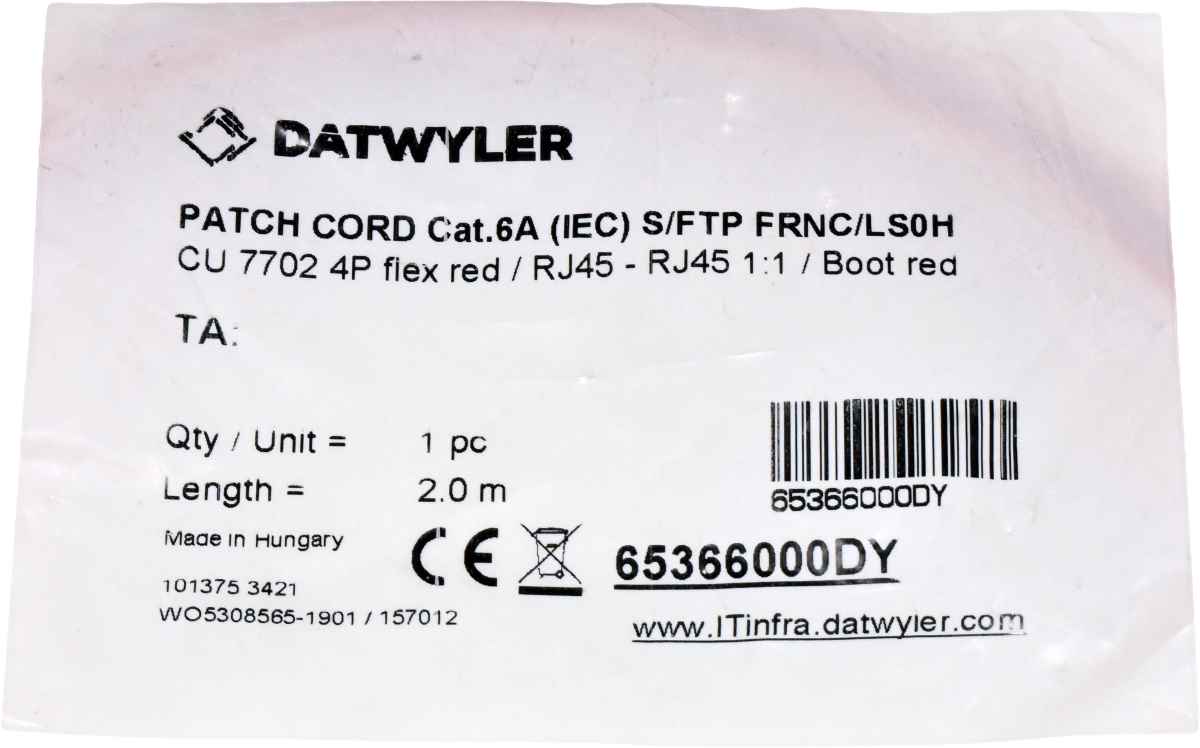 DATWYLER
PATCH CORD Cat.6A (IEC) S/FTP FRNC/LS0H
CU 7702 4P flex red / RJ45 - RJ45 1:1 / Boot red
TA:
Qty / Unit = 1 pc
Length = 2.0 m
65366000DY
Made in Hungary
CE
65366000DY
101375 3421
WO5308565-1901 / 157012
www.ITinfra.datwyler.com